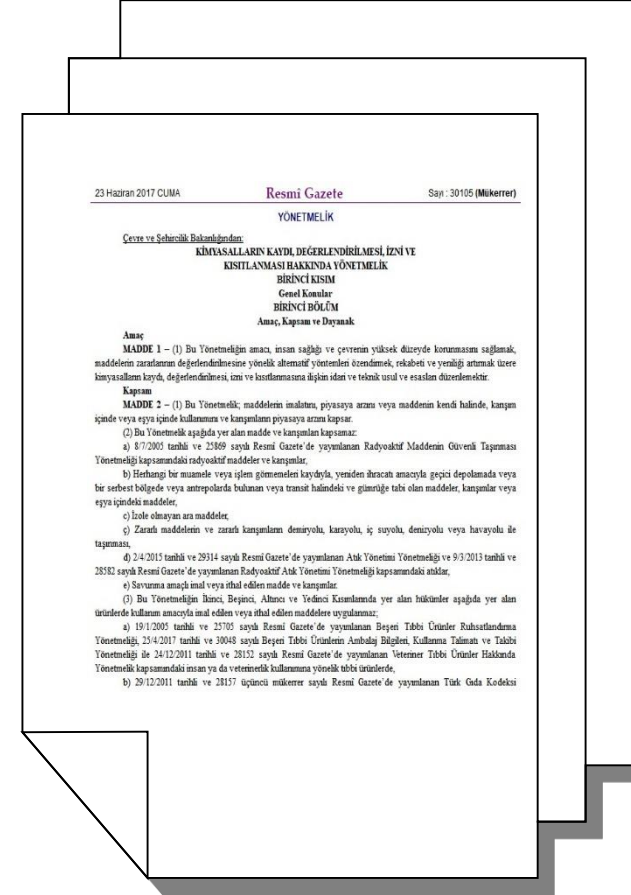 23 Haziran 2017 CUMA Resmî Gazete Sayı : 30105 (Mükerrer)
YÖNETMELİK
Çevre ve Şehircilik Bakanlığından:
KİMYASALLARIN KAYDI, DEĞERLENDİRİLMESİ, İZNİ VE
KISITLANMASI HAKKINDA YÖNETMELİK
BİRİNCİ KISIM
Genel Konular
BİRİNCİ BÖLÜM
Amaç, Kapsam ve Dayanak
Amaç
MADDE 1 – (1) Bu Yönetmeliğin amacı, insan sağlığı ve çevrenin yüksek düzeyde korunmasını sağlamak,
maddelerin zararlarının değerlendirilmesine yönelik alternatif yöntemleri özendirmek, rekabeti ve yeniliği artırmak üzere
kimyasalların kaydı, değerlendirilmesi, izni ve kısıtlanmasına ilişkin idari ve teknik usul ve esasları düzenlemektir.
Kapsam
MADDE 2 – (1) Bu Yönetmelik; maddelerin imalatını, piyasaya arzını veya maddenin kendi halinde, karışım
içinde veya eşya içinde kullanımını ve karışımların piyasaya arzını kapsar.
(2) Bu Yönetmelik aşağıda yer alan madde ve karışımları kapsamaz:
a) 8/7/2005 tarihli ve 25869 sayılı Resmî Gazete'de yayımlanan Radyoaktif Maddenin Güvenli Taşınması
Yönetmeliği kapsamındaki radyoaktif maddeler ve karışımlar,
b) Herhangi bir muamele veya işlem görmemeleri kaydıyla, yeniden ihracatı amacıyla geçici depolamada veya
bir serbest bölgede veya antrepolarda bulunan veya transit halindeki ve gümrüğe tabi olan maddeler, karışımlar veya
eşya içindeki maddeler,
c) İzole olmayan ara maddeler,
ç) Zararlı maddelerin ve zararlı karışımların demiryolu, karayolu, iç suyolu, denizyolu veya havayolu ile
taşınması,
d) 2/4/2015 tarihli ve 29314 sayılı Resmî Gazete'de yayımlanan Atık Yönetimi Yönetmeliği ve 9/3/2013 tarihli ve
28582 sayılı Resmî Gazete'de yayımlanan Radyoaktif Atık Yönetimi Yönetmeliği kapsamındaki atıklar,
e) Savunma amaçlı imal veya ithal edilen madde ve karışımlar.
(3) Bu Yönetmeliğin İkinci, Beşinci, Altıncı ve Yedinci Kısımlarında yer alan hükümler aşağıda yer alan
ürünlerde kullanım amacıyla imal edilen veya ithal edilen maddelere uygulanmaz;
a) 19/1/2005 tarihli ve 25705 sayılı Resmî Gazete'de yayımlanan Beşeri Tıbbi Ürünler Ruhsatlandırma
Yönetmeliği, 25/4/2017 tarihli ve 30048 sayılı Beşeri Tıbbi Ürünlerin Ambalaj Bilgileri, Kullanma Talimatı ve Takibi
Yönetmeliği ile 24/12/2011 tarihli ve 28152 sayılı Resmî Gazete'de yayımlanan Veteriner Tıbbi Ürünler Hakkında
Yönetmelik kapsamındaki insan ya da veterinerlik kullanımına yönelik tıbbi ürünlerde,
b) 29/12/2011 tarihli ve 28157 üçüncü mükerrer sayılı Resmî Gazete'de yayımlanan Türk Gıda Kodeksi